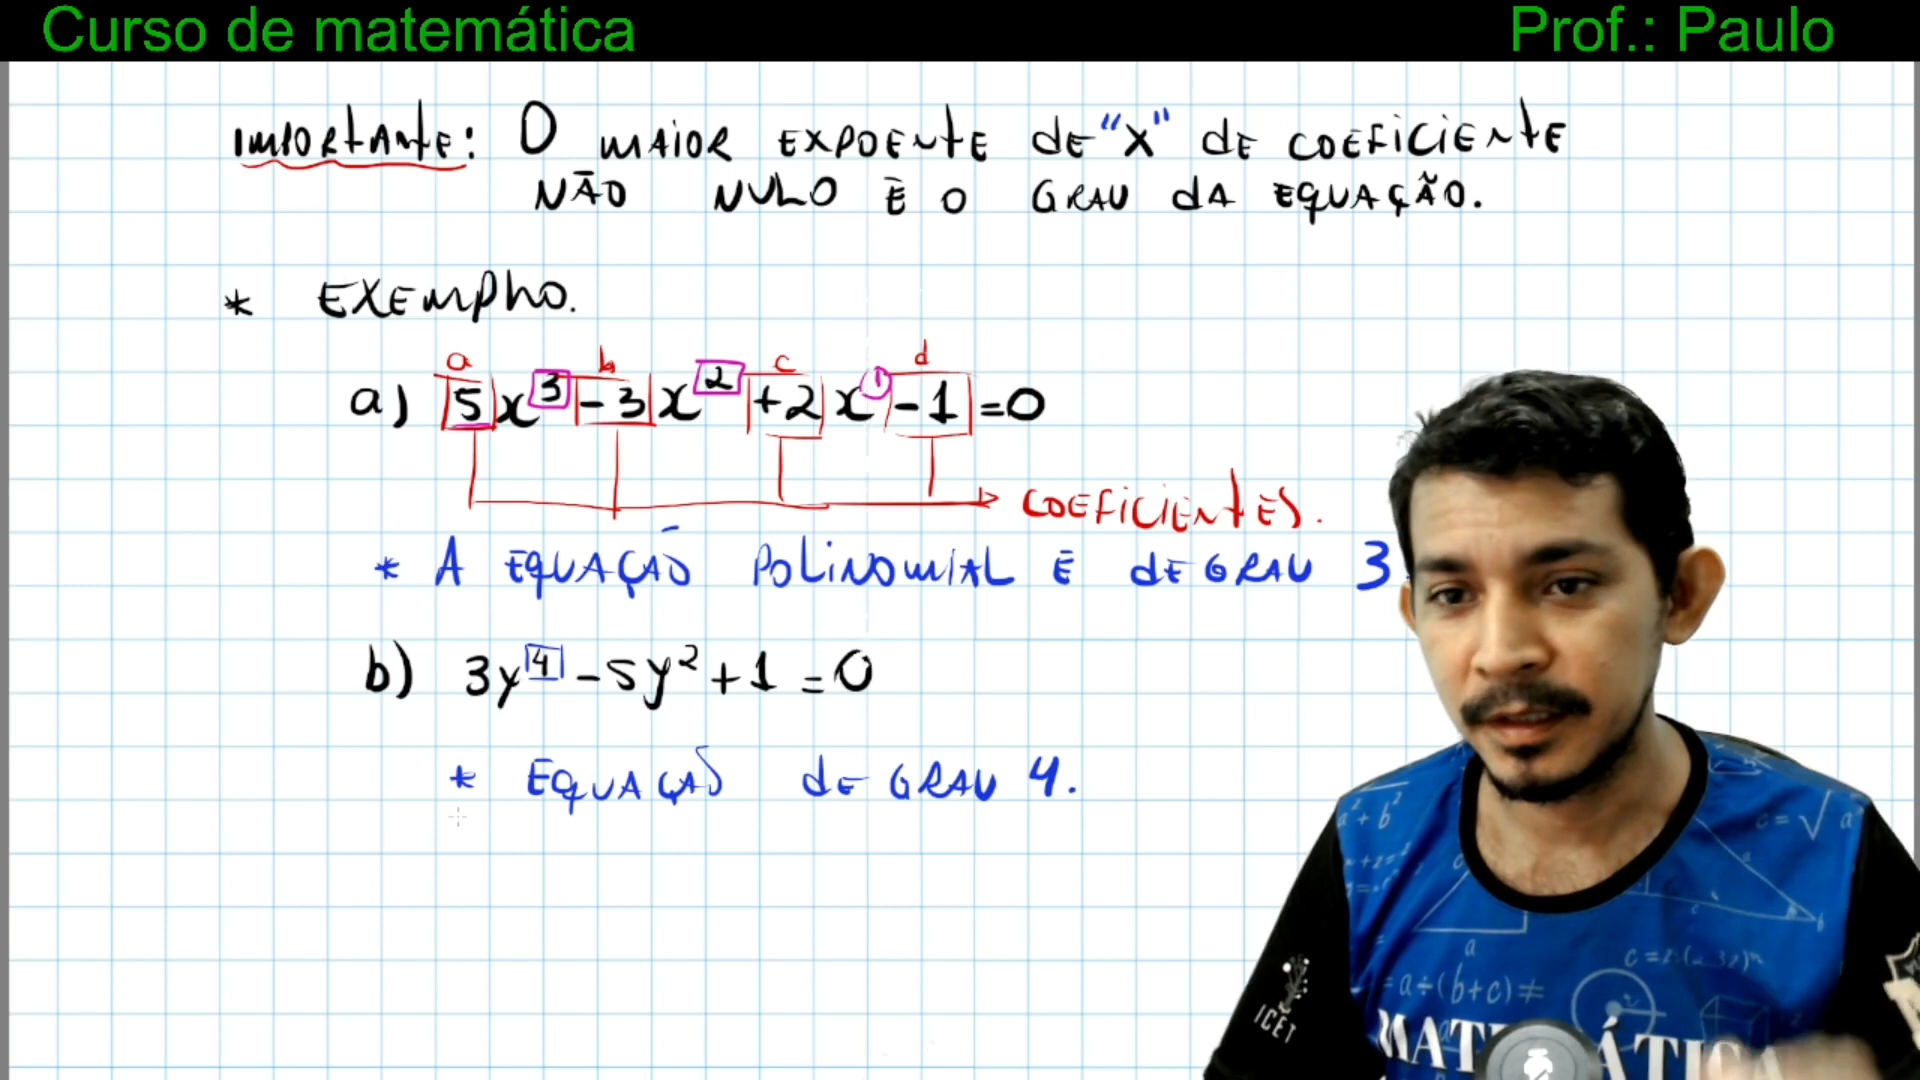 Curso de matemática Prof.: Paulo
IMPORTANTE: O MAIOR EXPOENTE DE "X" DE COEFICIENTE
NÃO NULO É O GRAU DA EQUAÇÃO.
* EXEMPLO.
a b c d
a) 5x³ - 3x² + 2x¹ - 1 = 0
COEFICIENTES.
* A EQUAÇÃO POLINOMIAL É DE GRAU 3.
b) 3y⁴ - 5y² + 1 = 0
* EQUAÇÃO DE GRAU 4.
ICET